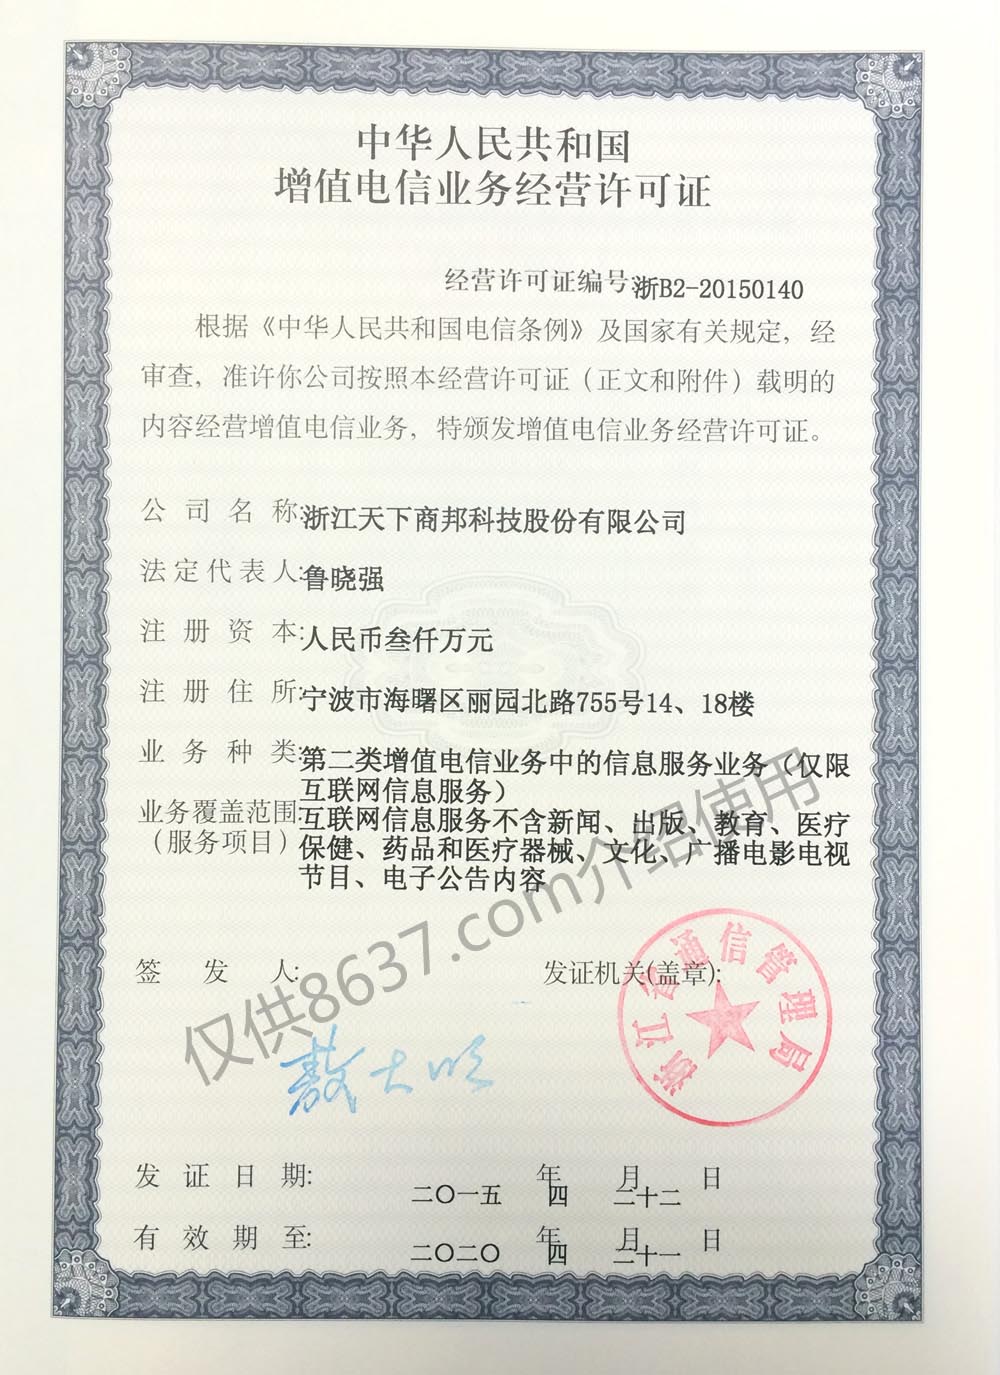 中华人民共和国
增值电信业务经营许可证
经营许可证编号:浙B2-20150140
根据《中华人民共和国电信条例》及国家有关规定，经
审查，准许你公司按照本经营许可证（正文和附件）载明的
内容经营增值电信业务，特颁发增值电信业务经营许可证。
公司名称:浙江天下商邦科技股份有限公司
法定代表人:鲁晓强
注册资本:人民币叁仟万元
注册住所:宁波市海曙区丽园北路755号14、18楼
业务种类:第二类增值电信业务中的信息服务业务（仅限
互联网信息服务）
业务覆盖范围:互联网信息服务不含新闻、出版、教育、医疗
（服务项目）保健、药品和医疗器械、文化、广播电影电视
节目、电子公告内容
仅供8637.com介绍使用
签发人:
发证机关(盖章):
浙江省通信管理局
发证日期: 二〇一五年四月二十二日
有效期至: 二〇二〇年四月二十一日